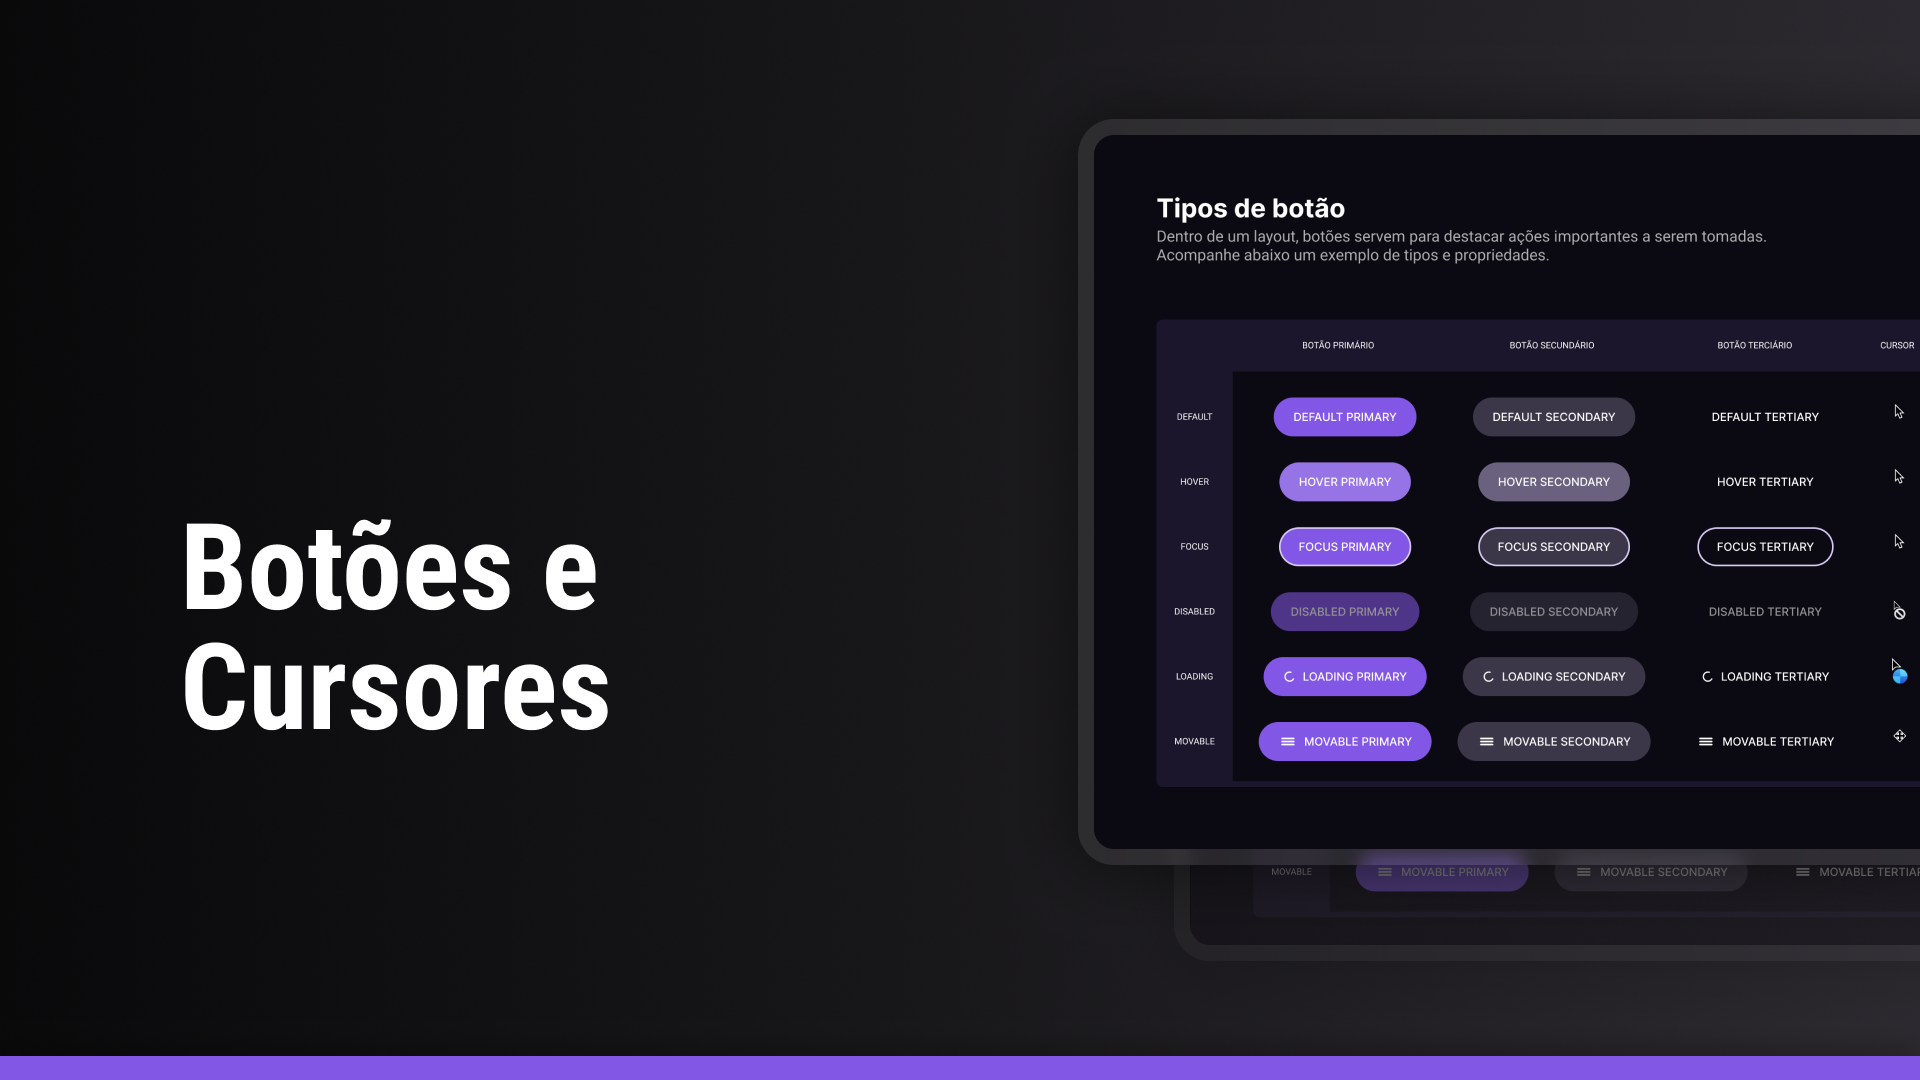 Botões e
Cursores
Tipos de botão
Dentro de um layout, botões servem para destacar ações importantes a serem tomadas.
Acompanhe abaixo um exemplo de tipos e propriedades.
BOTÃO PRIMÁRIO BOTÃO SECUNDÁRIO BOTÃO TERCIÁRIO CURSOR
DEFAULT DEFAULT PRIMARY DEFAULT SECONDARY DEFAULT TERTIARY
HOVER HOVER PRIMARY HOVER SECONDARY HOVER TERTIARY
FOCUS FOCUS PRIMARY FOCUS SECONDARY FOCUS TERTIARY
DISABLED DISABLED PRIMARY DISABLED SECONDARY DISABLED TERTIARY
LOADING LOADING PRIMARY LOADING SECONDARY LOADING TERTIARY
MOVABLE MOVABLE PRIMARY MOVABLE SECONDARY MOVABLE TERTIARY
MOVABLE MOVABLE PRIMARY MOVABLE SECONDARY MOVABLE TERTIAR